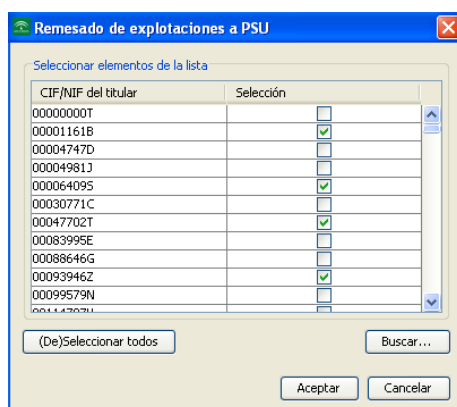 Remesado de explotaciones a PSU
Seleccionar elementos de la lista
CIF/NIF del titular Selección
00000000T
00001161B
00004747D
00004981J
00006409S
00030771C
00047702T
00083995E
00088646G
00093946Z
00099579N
(De)Seleccionar todos Buscar...
Aceptar Cancelar